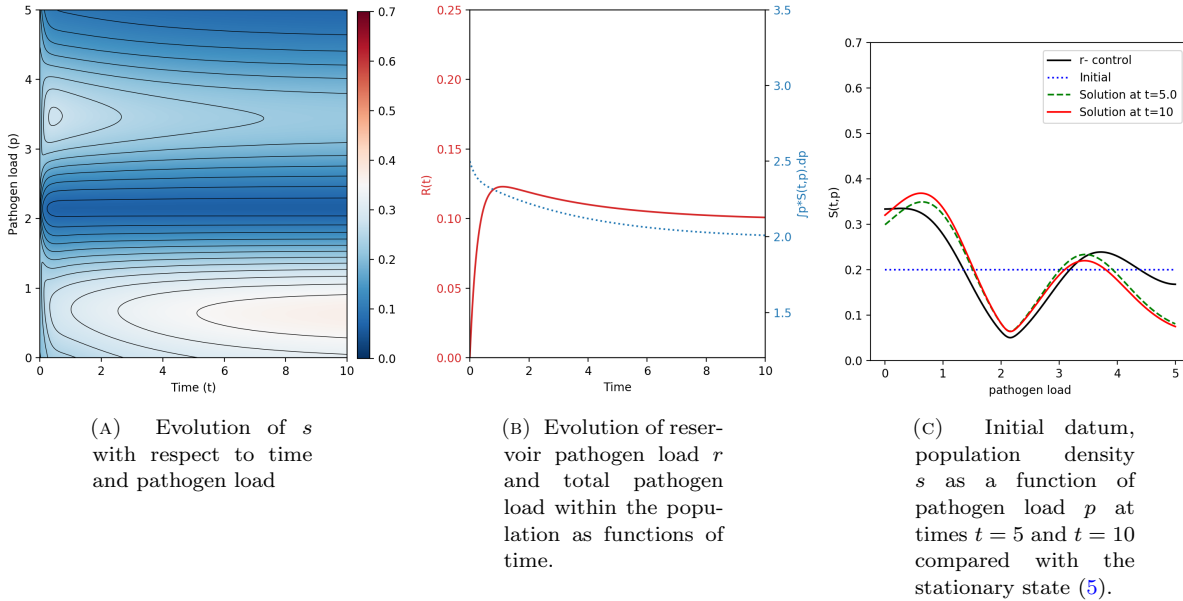 5
4
3
2
1
0
Pathogen load (p)
0 2 4 6 8 10
Time (t)
0.7
0.6
0.5
0.4
0.3
0.2
0.1
0.0
0.25
0.20
0.15
0.10
0.05
0.00
R(t)
0 2 4 6 8 10
Time
3.5
3.0
2.5
2.0
1.5
∫p*S(t,p).dp
0.7
0.6
0.5
0.4
0.3
0.2
0.1
0.0
S(t,p)
0 1 2 3 4 5
pathogen load
r- control
Initial
Solution at t=5.0
Solution at t=10
(A) Evolution of s
with respect to time
and pathogen load
(B) Evolution of reser-
voir pathogen load r
and total pathogen
load within the popu-
lation as functions of
time.
(C) Initial datum,
population density
s as a function of
pathogen load p at
times t = 5 and t = 10
compared with the
stationary state (5).